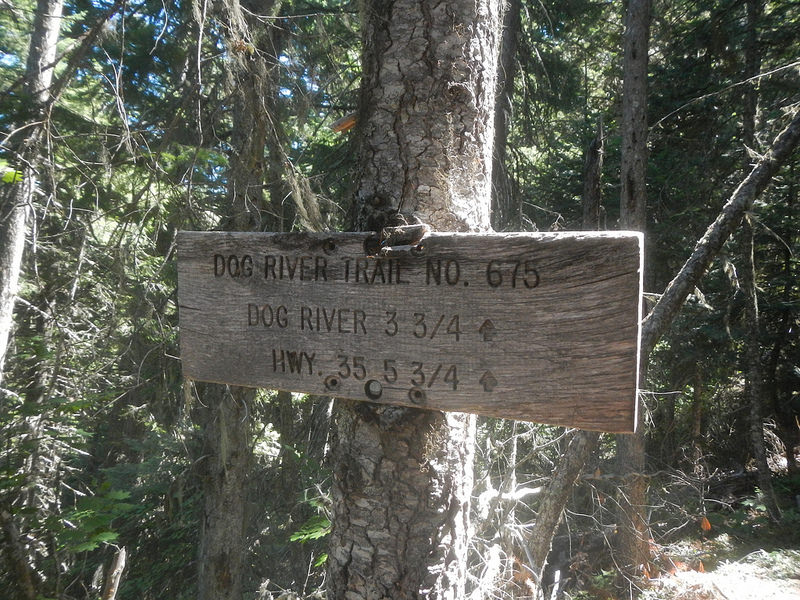 DOG RIVER TRAIL NO. 675
DOG RIVER 3 3/4 ↑
HWY. 35 5 3/4 ↑